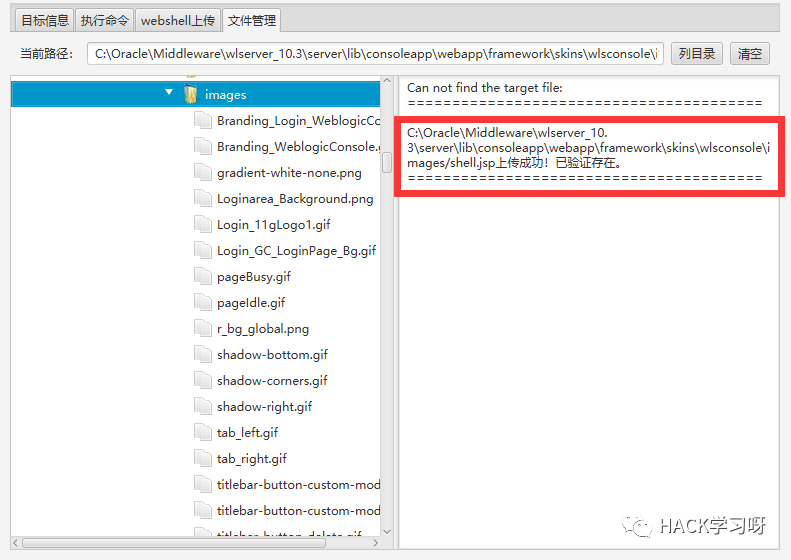 目标信息 执行命令 webshell上传 文件管理
当前路径： C:\Oracle\Middleware\wlserver_10.3\server\lib\consoleapp\webapp\framework\skins\wlsconsole\i 列目录 清空
images
Branding_Login_WeblogicCo
Branding_WeblogicConsole.g
gradient-white-none.png
Loginarea_Background.png
Login_11gLogo1.gif
Login_GC_LoginPage_Bg.gif
pageBusy.gif
pageIdle.gif
r_bg_global.png
shadow-bottom.gif
shadow-corners.gif
shadow-right.gif
tab_left.gif
tab_right.gif
titlebar-button-custom-mod
titlebar-button-custom-mod
titlebar-button-delete.gif
Can not find the target file:
========================================
C:\Oracle\Middleware\wlserver_10.
3\server\lib\consoleapp\webapp\framework\skins\wlsconsole\i
mages/shell.jsp上传成功！已验证存在。
========================================
HACK学习呀